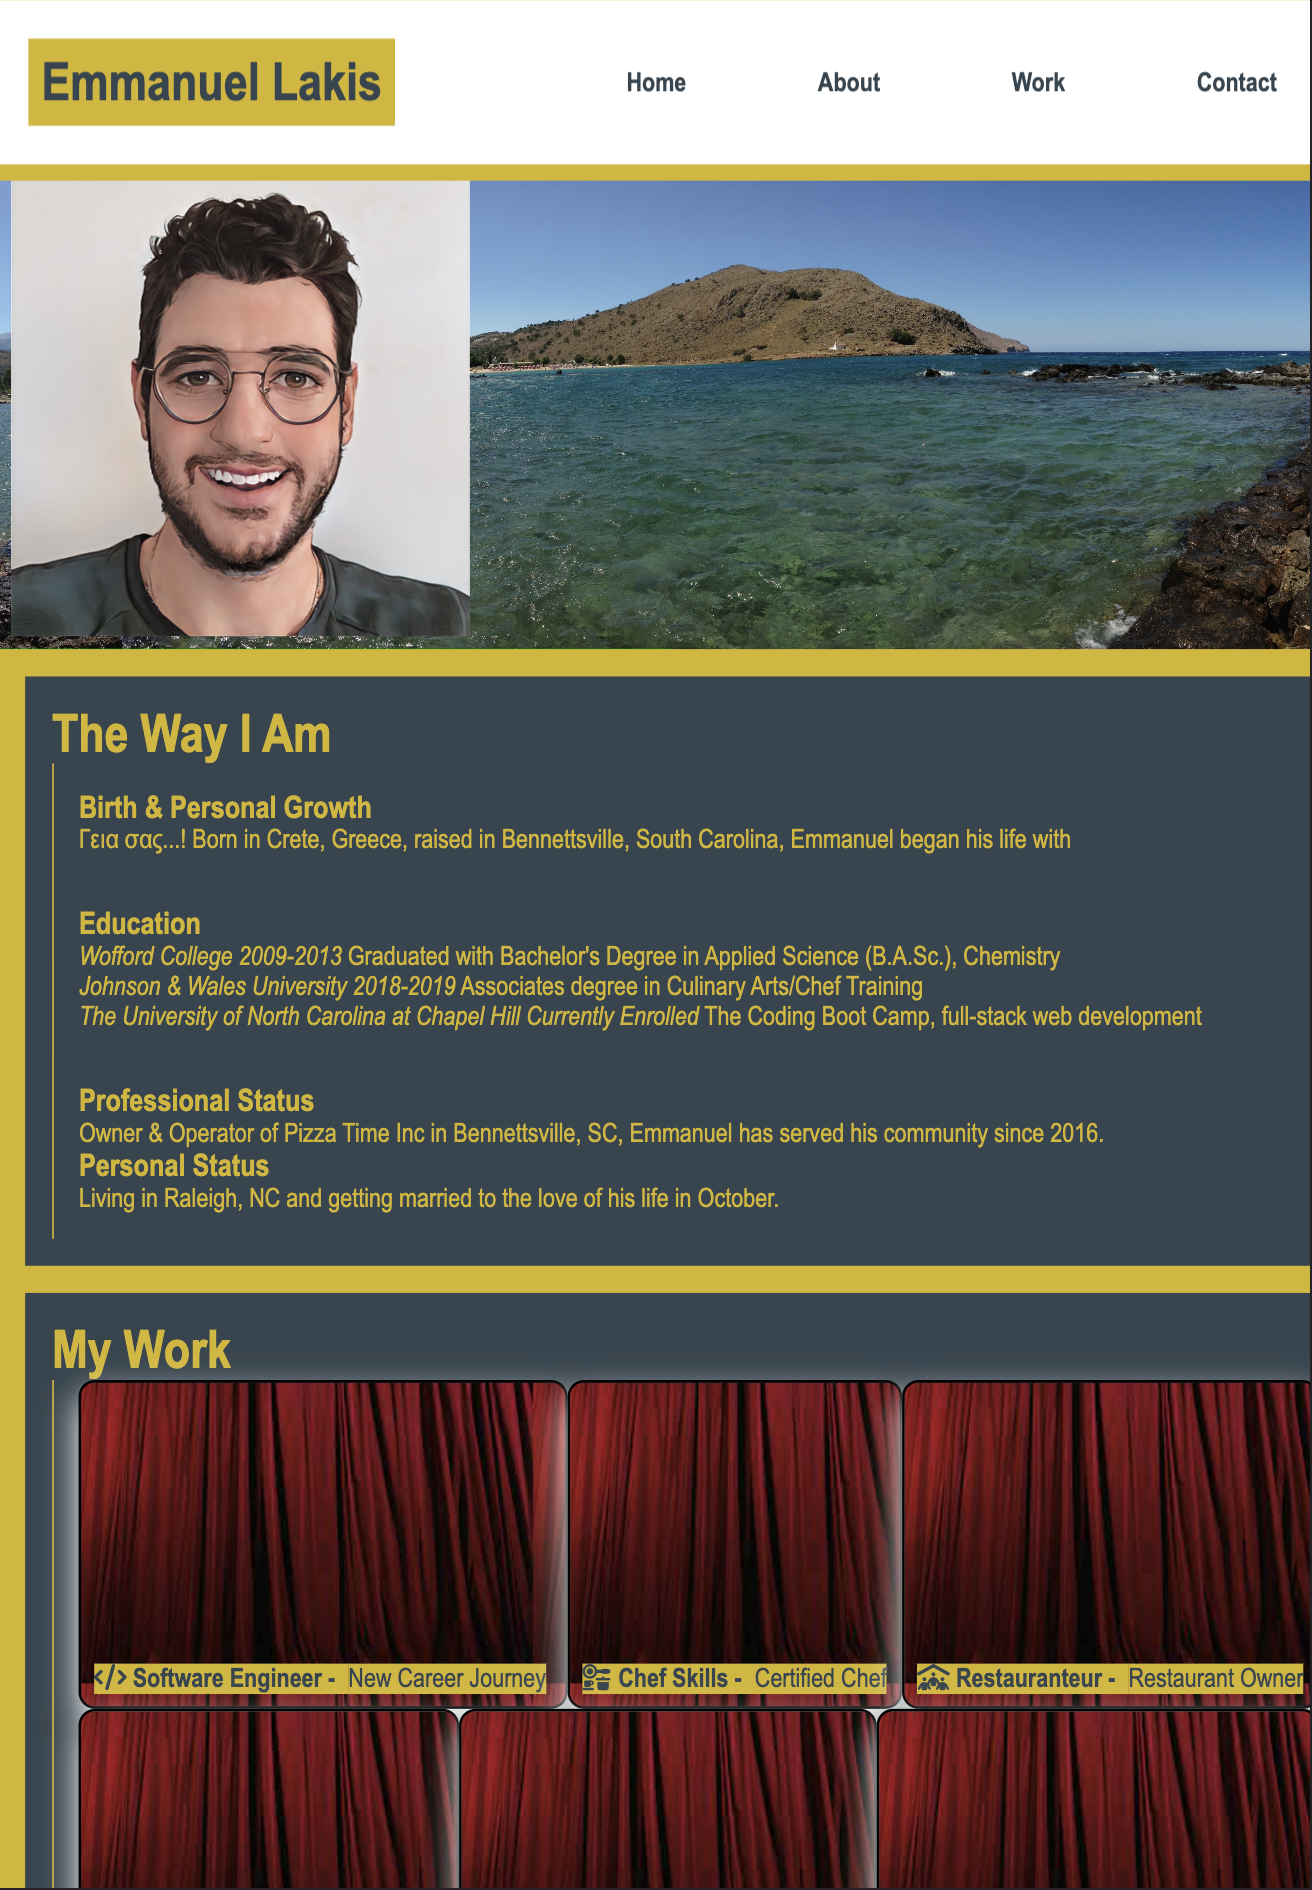 Emmanuel Lakis
Home About Work Contact
The Way I Am
Birth & Personal Growth
Γεια σας...! Born in Crete, Greece, raised in Bennettsville, South Carolina, Emmanuel began his life with
Education
Wofford College 2009-2013 Graduated with Bachelor's Degree in Applied Science (B.A.Sc.), Chemistry
Johnson & Wales University 2018-2019 Associates degree in Culinary Arts/Chef Training
The University of North Carolina at Chapel Hill Currently Enrolled The Coding Boot Camp, full-stack web development
Professional Status
Owner & Operator of Pizza Time Inc in Bennettsville, SC, Emmanuel has served his community since 2016.
Personal Status
Living in Raleigh, NC and getting married to the love of his life in October.
My Work
</> Software Engineer - New Career Journey
Chef Skills - Certified Chef
Restauranteur - Restaurant Owner